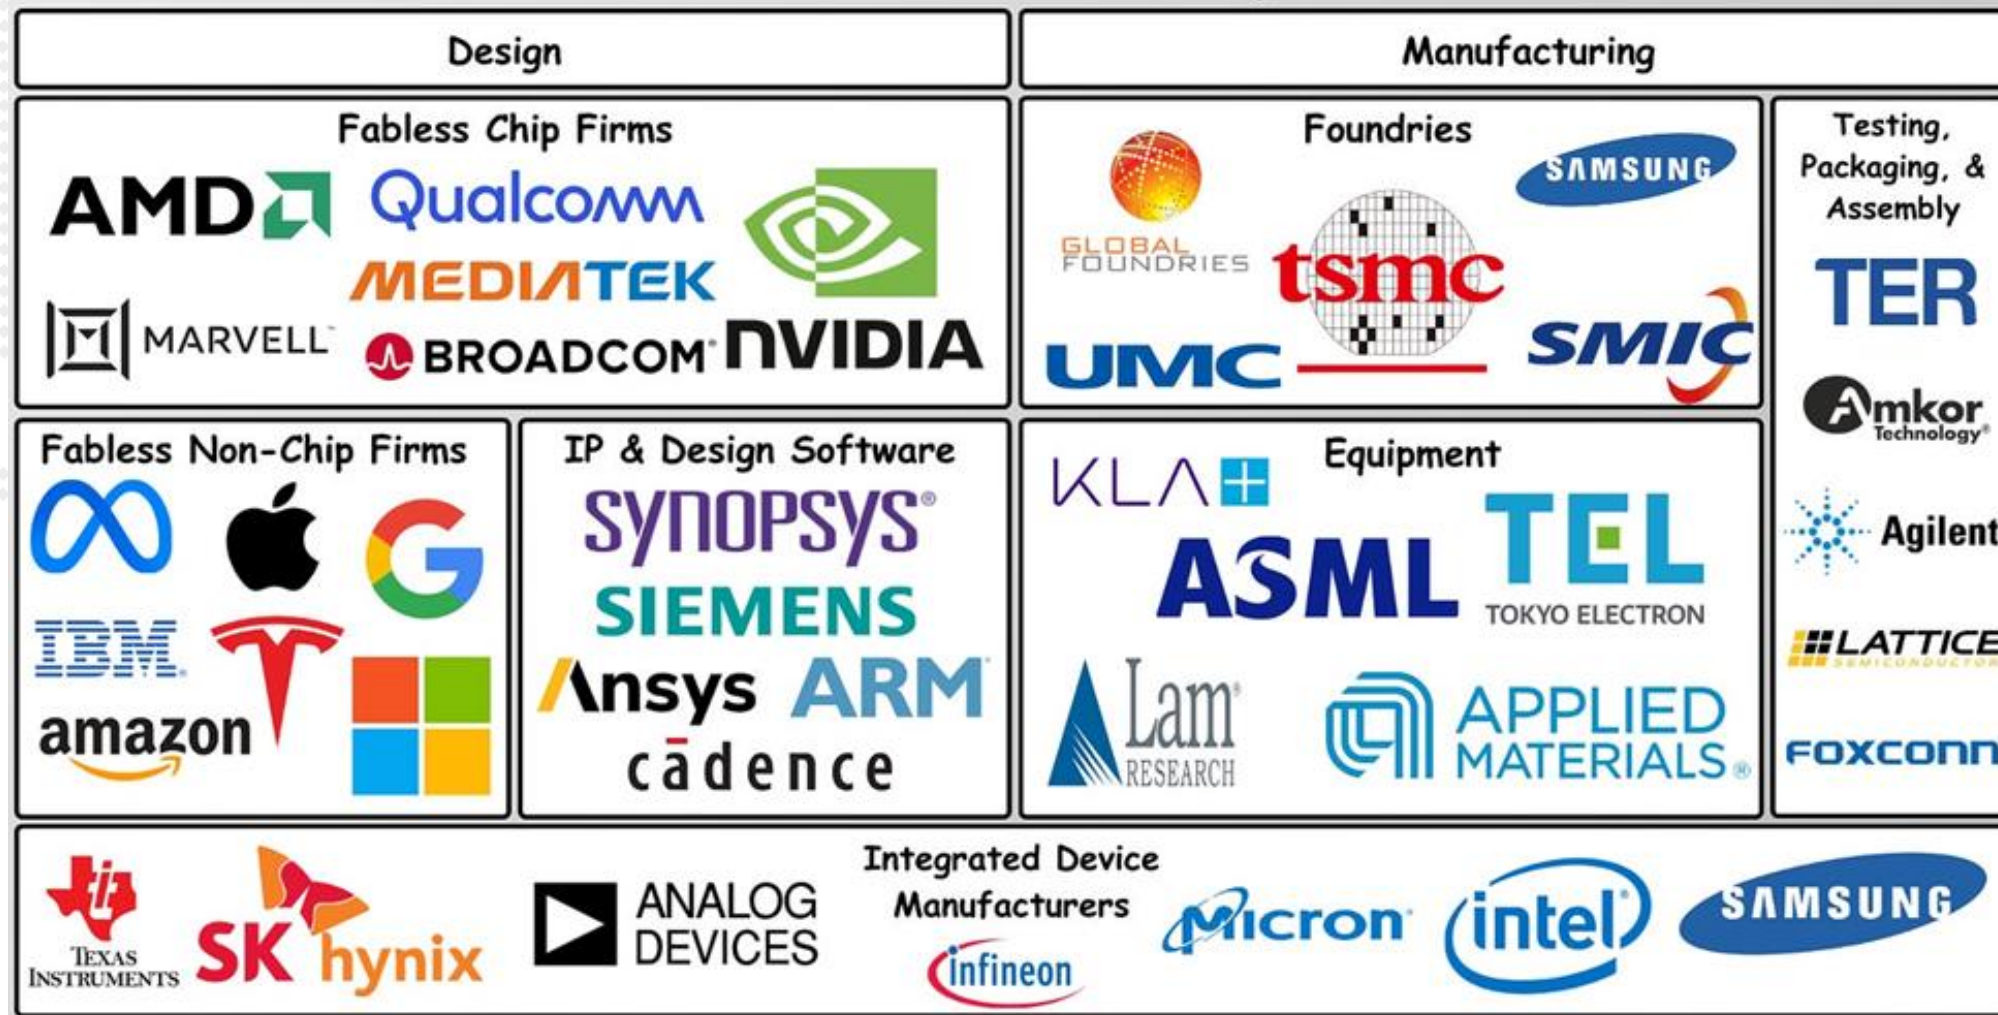 Design
Manufacturing
Fabless Chip Firms
AMD
Qualcomm
MEDIATEK
MARVELL
BROADCOM®
NVIDIA
Foundries
GLOBAL
FOUNDRIES
tsmc
SAMSUNG
UMC
SMIC
Testing,
Packaging, &
Assembly
TER
Amkor
Technology®
Agilent
LATTICE
SEMICONDUCTOR
FOXCONN
Fabless Non-Chip Firms
G
IBM®
amazon
IP & Design Software
SYNOPSYS®
SIEMENS
Ansys
ARM
cādence
Equipment
KLA+
ASML
TEL
TOKYO ELECTRON
Lam®
RESEARCH
APPLIED
MATERIALS®
Integrated Device
Manufacturers
TEXAS
INSTRUMENTS
SK hynix
ANALOG
DEVICES
infineon
Micron
intel®
SAMSUNG